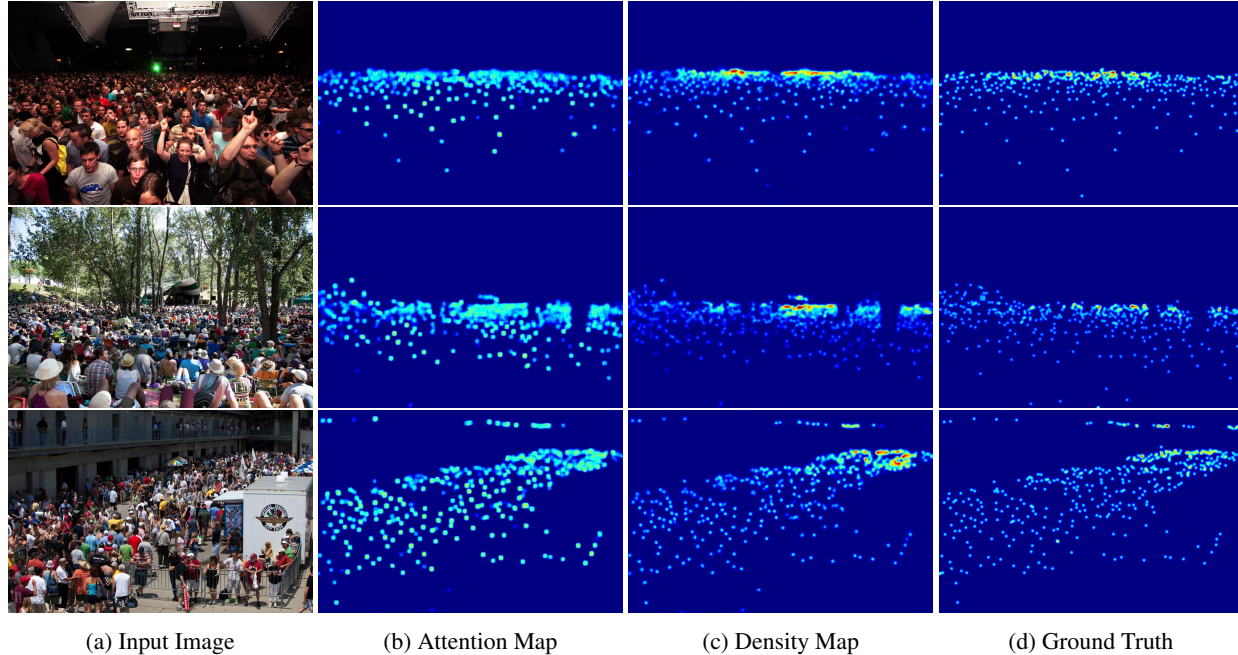 (a) Input Image
(b) Attention Map
(c) Density Map
(d) Ground Truth